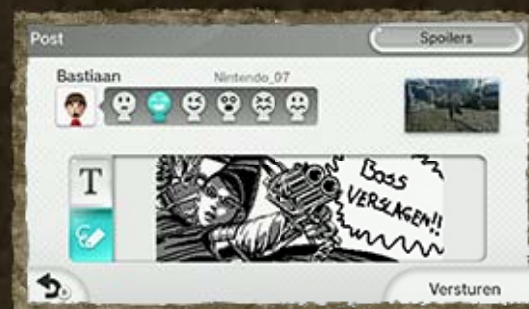 Post
Spoilers
Bastiaan
Nintendo_07
T
BOSS
VERSLAGEN!!
Versturen